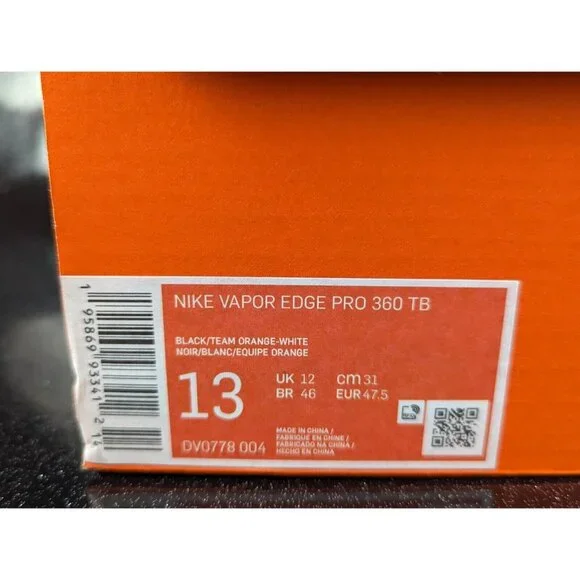 NIKE VAPOR EDGE PRO 360 TB
BLACK/TEAM ORANGE-WHITE
NOIR/BLANC/EQUIPE ORANGE
13
UK 12 cm 31
BR 46 EUR 47.5
DV0778 004
MADE IN CHINA /
FABRIQUE EN CHINE /
FABRICADO NA CHINA /
HECHO EN CHINA